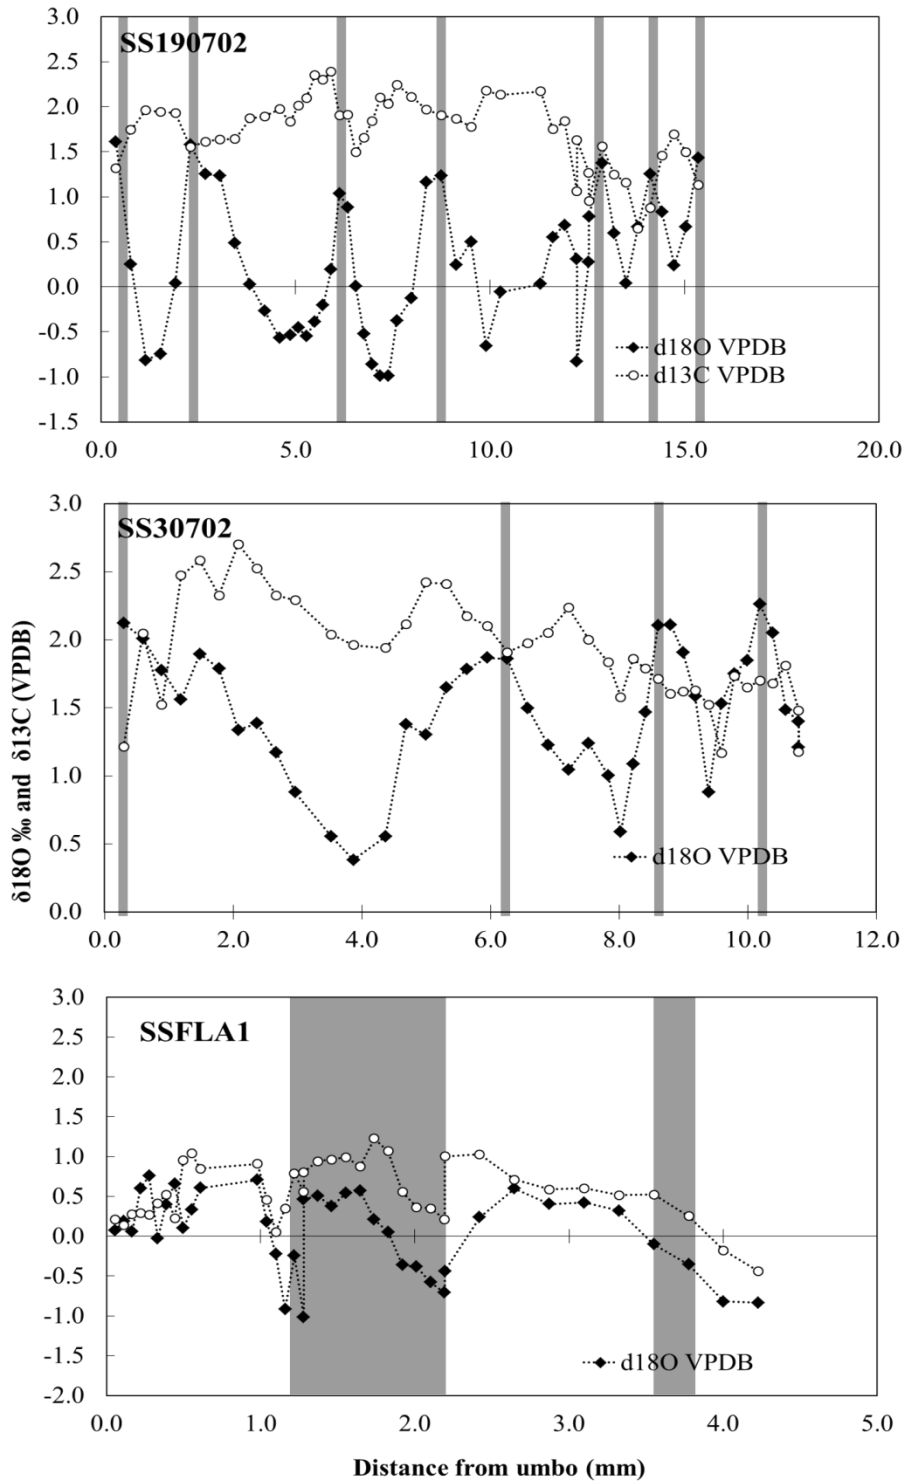 3.0
SS190702
2.5
2.0
1.5
1.0
0.5
0.0
-0.5
d18O VPDB
d13C VPDB
-1.0
-1.5
0.0 5.0 10.0 15.0 20.0
3.0
SS30702
2.5
2.0
1.5
1.0
0.5
d18O VPDB
0.0
0.0 2.0 4.0 6.0 8.0 10.0 12.0
δ18O ‰ and δ13C (VPDB)
3.0
SSFLA1
2.5
2.0
1.5
1.0
0.5
0.0
-0.5
-1.0
-1.5
d18O VPDB
-2.0
0.0 1.0 2.0 3.0 4.0 5.0
Distance from umbo (mm)